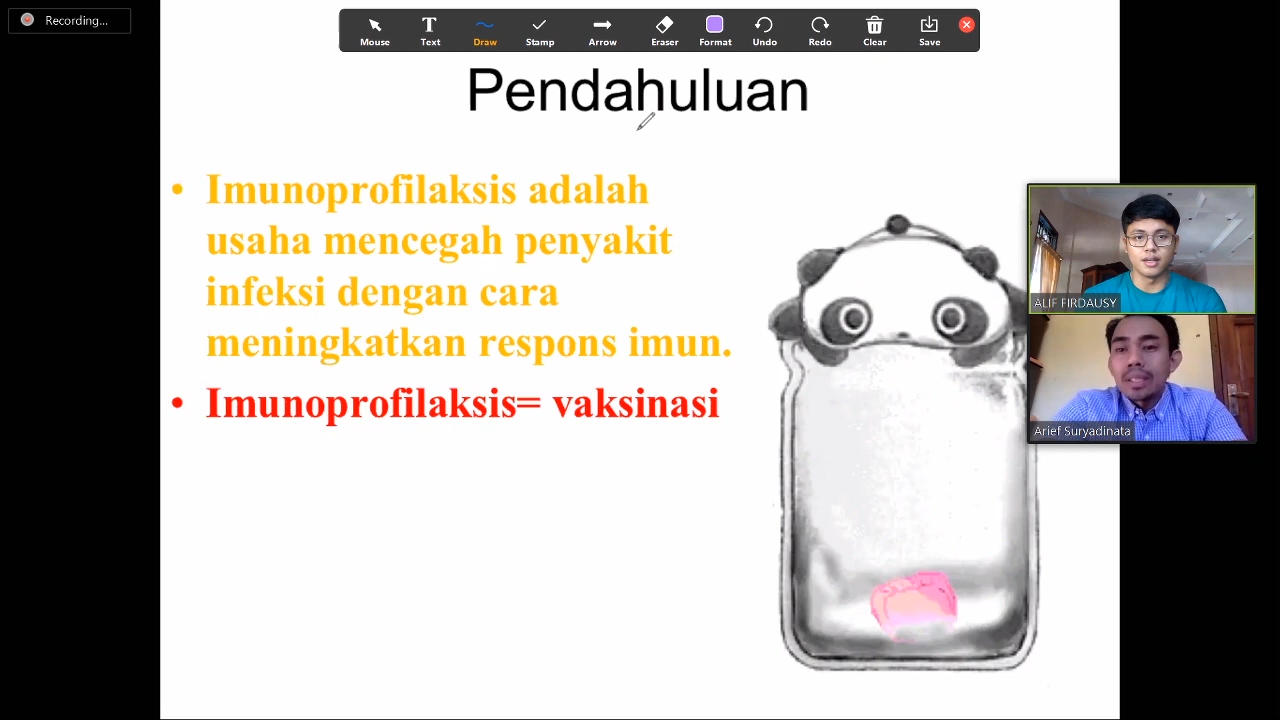 Recording...
Mouse Text Draw Stamp Arrow Eraser Format Undo Redo Clear Save
Pendahuluan
• Imunoprofilaksis adalah
usaha mencegah penyakit
infeksi dengan cara
meningkatkan respons imun.
• Imunoprofilaksis= vaksinasi
ALIF FIRDAUSY
Arief Suryadinata